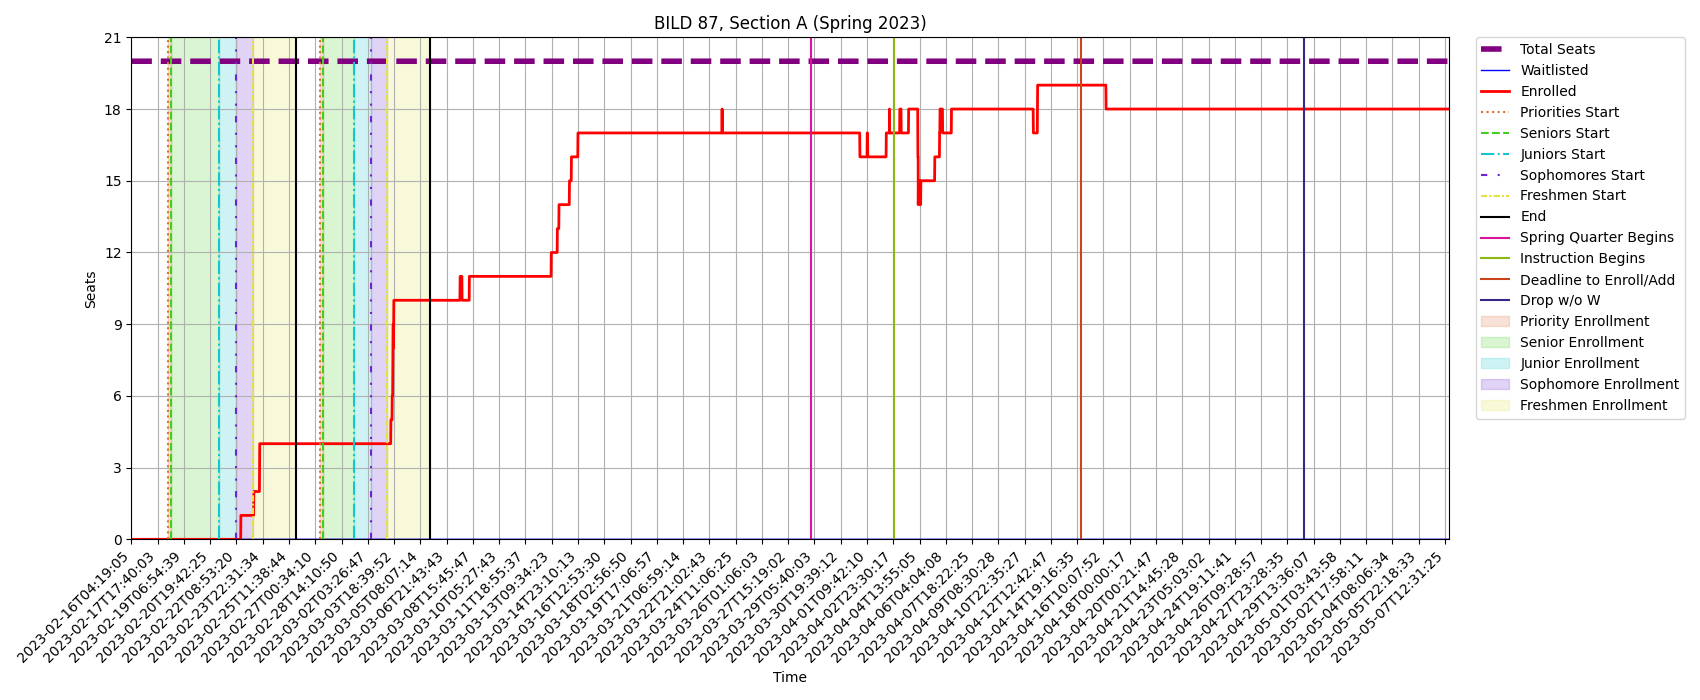 BILD 87, Section A (Spring 2023)
21
18
15
12
9
6
3
0
Seats
2023-02-16T04:19:05
2023-02-17T17:40:03
2023-02-19T06:54:39
2023-02-20T19:42:25
2023-02-22T08:53:20
2023-02-23T22:31:34
2023-02-25T11:38:44
2023-02-27T00:34:10
2023-02-28T14:10:50
2023-03-02T03:26:47
2023-03-03T18:39:52
2023-03-05T08:07:14
2023-03-06T21:43:43
2023-03-08T15:45:47
2023-03-10T05:27:43
2023-03-11T18:55:37
2023-03-13T09:34:23
2023-03-14T23:10:13
2023-03-16T12:53:30
2023-03-18T02:56:50
2023-03-19T17:06:57
2023-03-21T06:59:14
2023-03-22T21:02:43
2023-03-24T11:06:25
2023-03-26T01:06:03
2023-03-27T15:19:02
2023-03-29T05:40:03
2023-03-30T19:39:12
2023-04-01T09:42:10
2023-04-02T23:30:17
2023-04-04T13:55:05
2023-04-06T04:04:08
2023-04-07T18:22:25
2023-04-09T08:30:28
2023-04-10T22:35:27
2023-04-12T12:42:47
2023-04-14T19:16:35
2023-04-16T10:07:52
2023-04-18T00:00:17
2023-04-20T00:21:47
2023-04-21T14:45:28
2023-04-23T05:03:02
2023-04-24T19:11:41
2023-04-26T09:28:57
2023-04-27T23:28:35
2023-04-29T13:36:07
2023-05-01T03:43:58
2023-05-02T17:58:11
2023-05-04T08:06:34
2023-05-05T22:18:33
2023-05-07T12:31:25
Time
Total Seats
Waitlisted
Enrolled
Priorities Start
Seniors Start
Juniors Start
Sophomores Start
Freshmen Start
End
Spring Quarter Begins
Instruction Begins
Deadline to Enroll/Add
Drop w/o W
Priority Enrollment
Senior Enrollment
Junior Enrollment
Sophomore Enrollment
Freshmen Enrollment